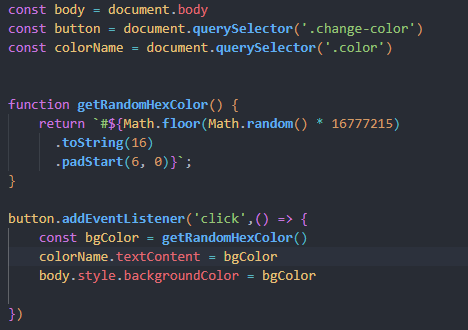 const body = document.body
const button = document.querySelector('.change-color')
const colorName = document.querySelector('.color')
function getRandomHexColor() {
return `#${Math.floor(Math.random() * 16777215)
.toString(16)
.padStart(6, 0)}`;
}
button.addEventListener('click',() => {
const bgColor = getRandomHexColor()
colorName.textContent = bgColor
body.style.backgroundColor = bgColor
})